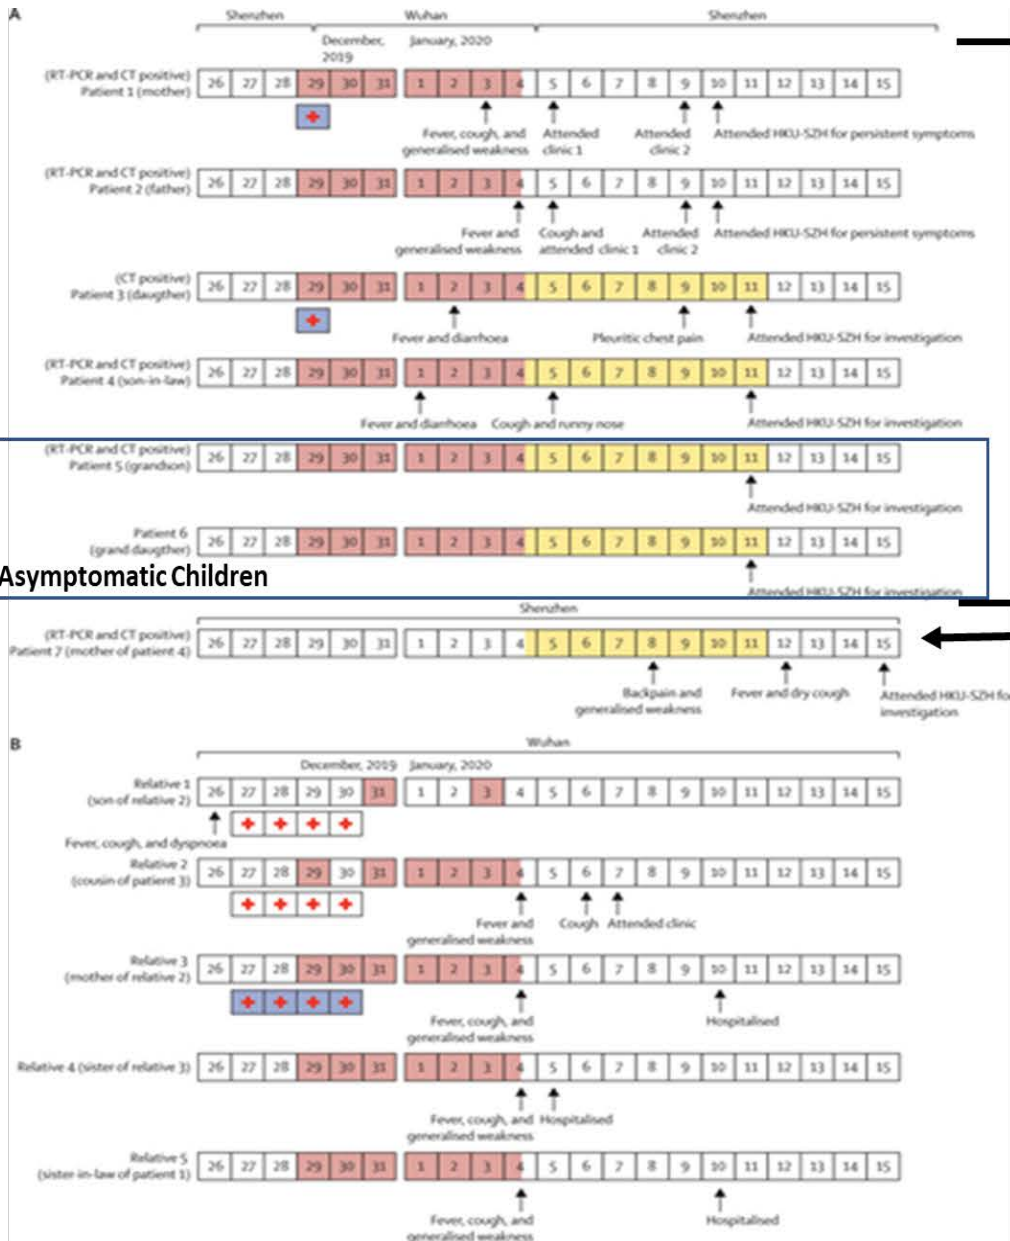 A
Shenzhen Wuhan Shenzhen
December, 2019 January, 2020
(RT-PCR and CT positive)
Patient 1 (mother)
26 27 28 29 30 31 1 2 3 4 5 6 7 8 9 10 11 12 13 14 15
Fever, cough, and generalised weakness
Attended clinic 1
Attended clinic 2
Attended HKU-SZH for persistent symptoms
(RT-PCR and CT positive)
Patient 2 (father)
26 27 28 29 30 31 1 2 3 4 5 6 7 8 9 10 11 12 13 14 15
Fever and generalised weakness
Cough and attended clinic 1
Attended clinic 2
Attended HKU-SZH for persistent symptoms
(CT positive)
Patient 3 (daugther)
26 27 28 29 30 31 1 2 3 4 5 6 7 8 9 10 11 12 13 14 15
Fever and diarrhoea
Pleuritic chest pain
Attended HKU-SZH for investigation
(RT-PCR and CT positive)
Patient 4 (son-in-law)
26 27 28 29 30 31 1 2 3 4 5 6 7 8 9 10 11 12 13 14 15
Fever and diarrhoea
Cough and runny nose
Attended HKU-SZH for investigation
(RT-PCR and CT positive)
Patient 5 (grandson)
26 27 28 29 30 31 1 2 3 4 5 6 7 8 9 10 11 12 13 14 15
Attended HKU-SZH for investigation
Patient 6
(grand daugther)
26 27 28 29 30 31 1 2 3 4 5 6 7 8 9 10 11 12 13 14 15
Asymptomatic Children
Attended HKU-SZH for investigation
Shenzhen
(RT-PCR and CT positive)
Patient 7 (mother of patient 4)
26 27 28 29 30 31 1 2 3 4 5 6 7 8 9 10 11 12 13 14 15
Backpain and generalised weakness
Fever and dry cough
Attended HKU-SZH fo
investigation
B
Wuhan
December, 2019 January, 2020
Relative 1
(son of relative 2)
26 27 28 29 30 31 1 2 3 4 5 6 7 8 9 10 11 12 13 14 15
Fever, cough, and dyspnoea
Relative 2
(cousin of patient 3)
26 27 28 29 30 31 1 2 3 4 5 6 7 8 9 10 11 12 13 14 15
Fever and generalised weakness
Cough
Attended clinic
Relative 3
(mother of relative 2)
26 27 28 29 30 31 1 2 3 4 5 6 7 8 9 10 11 12 13 14 15
Fever, cough, and generalised weakness
Hospitalised
Relative 4 (sister of relative 3)
26 27 28 29 30 31 1 2 3 4 5 6 7 8 9 10 11 12 13 14 15
Fever, cough, and generalised weakness
Hospitalised
Relative 5
(sister-in-law of patient 1)
26 27 28 29 30 31 1 2 3 4 5 6 7 8 9 10 11 12 13 14 15
Fever, cough, and generalised weakness
Hospitalised